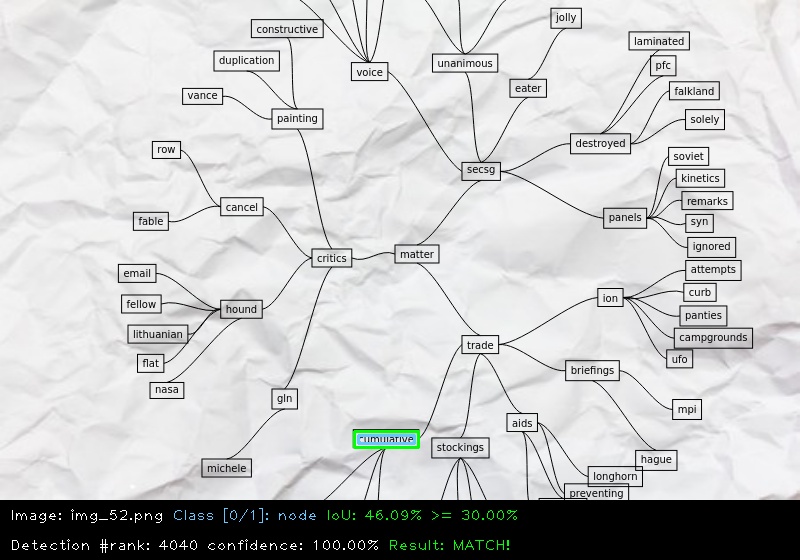 jolly
constructive
laminated
duplication
unanimous
pfc
voice
eater
falkland
vance
painting
solely
destroyed
row
soviet
secsg
kinetics
remarks
cancel
fable
panels
syn
ignored
critics
matter
email
attempts
curb
ion
fellow
hound
panties
lithuanian
campgrounds
trade
flat
ufo
briefings
nasa
gln
mpi
aids
cumulative
stockings
hague
michele
longhorn
preventing
Image: img_52.png Class [0/1]: node IoU: 46.09% >= 30.00%
Detection #rank: 4040 confidence: 100.00% Result: MATCH!